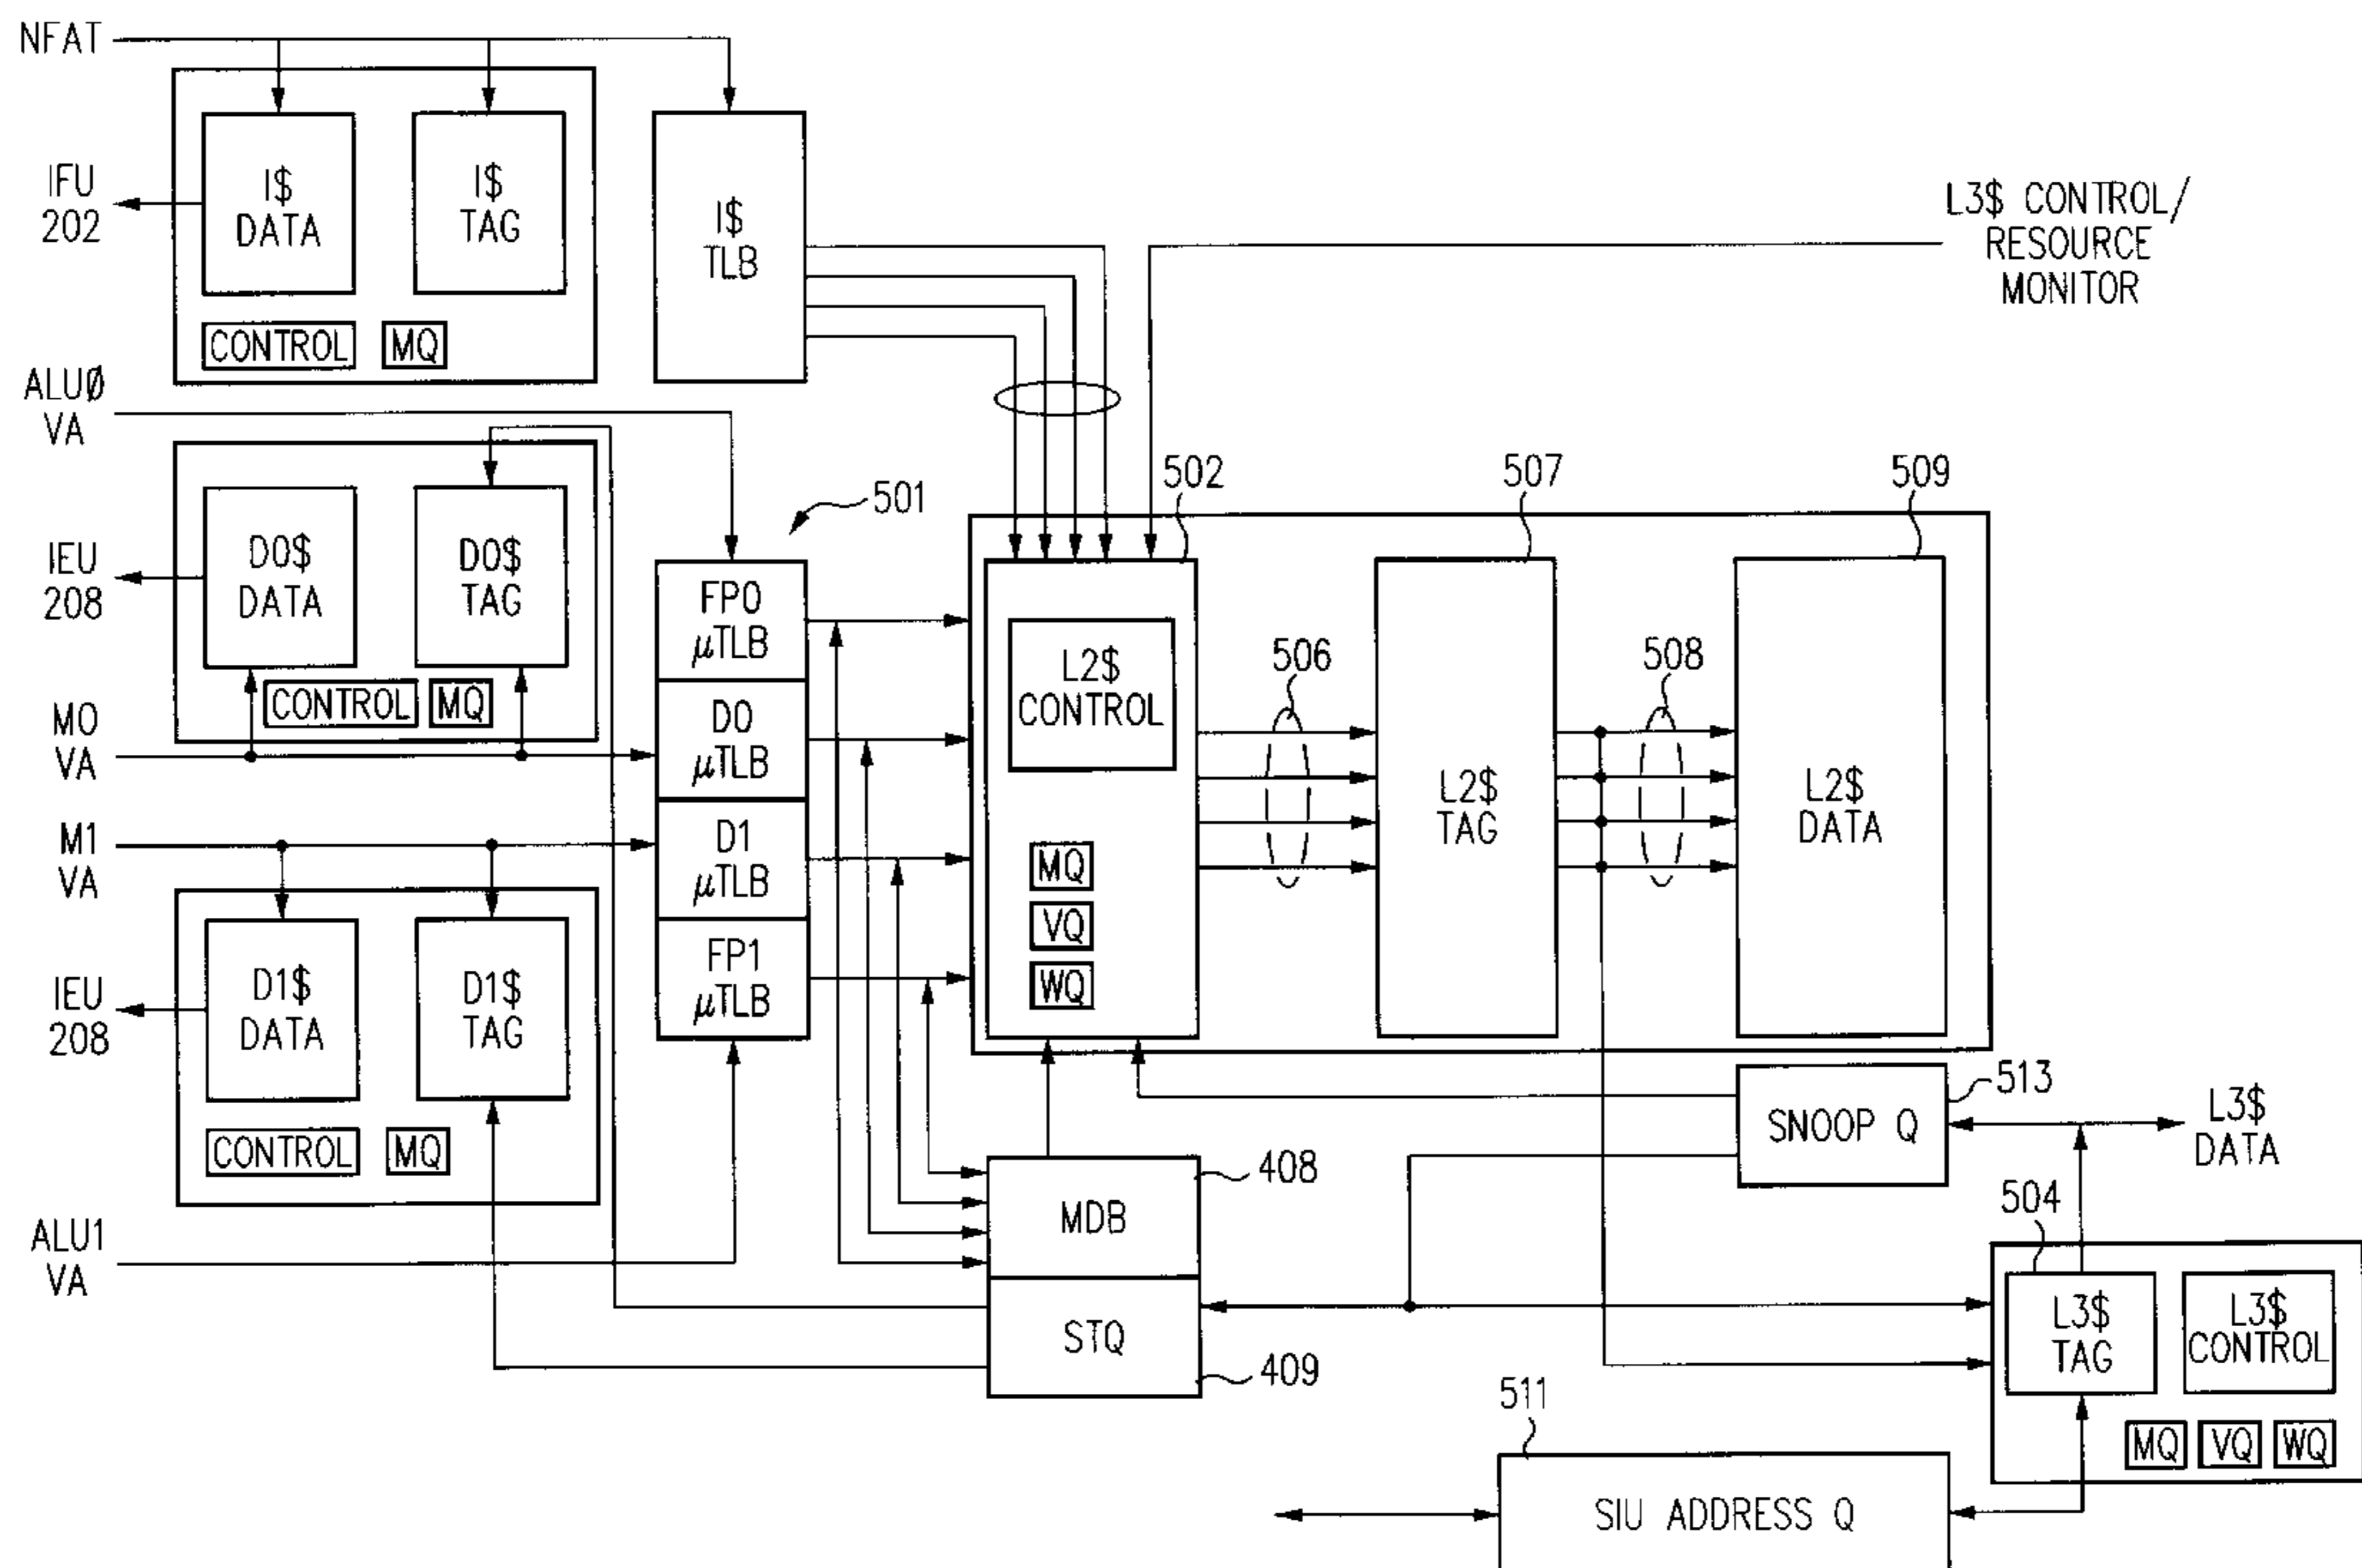 NFAT
IFU
202
I$
DATA
I$
TAG
CONTROL
MQ
I$
TLB
L3$ CONTROL/
RESOURCE
MONITOR
ALUØ
VA
IEU
208
D0$
DATA
D0$
TAG
CONTROL
MQ
M0
VA
M1
VA
IEU
208
D1$
DATA
D1$
TAG
CONTROL
MQ
ALU1
VA
501
FP0
μTLB
D0
μTLB
D1
μTLB
FP1
μTLB
502
L2$
CONTROL
MQ
VQ
WQ
506
507
L2$
TAG
508
509
L2$
DATA
513
SNOOP Q
L3$
DATA
408
MDB
STQ
409
504
L3$
TAG
L3$
CONTROL
MQ
VQ
WQ
511
SIU ADDRESS Q